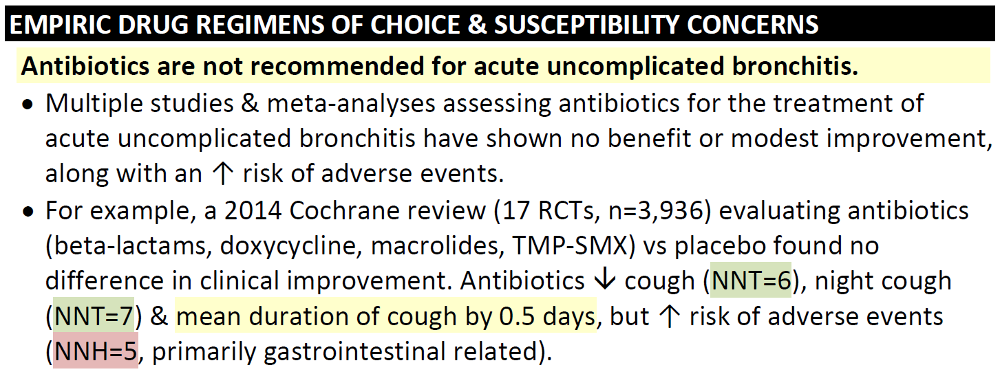 EMPIRIC DRUG REGIMENS OF CHOICE & SUSCEPTIBILITY CONCERNS
Antibiotics are not recommended for acute uncomplicated bronchitis.
• Multiple studies & meta-analyses assessing antibiotics for the treatment of
acute uncomplicated bronchitis have shown no benefit or modest improvement,
along with an ↑ risk of adverse events.
• For example, a 2014 Cochrane review (17 RCTs, n=3,936) evaluating antibiotics
(beta-lactams, doxycycline, macrolides, TMP-SMX) vs placebo found no
difference in clinical improvement. Antibiotics ↓ cough (NNT=6), night cough
(NNT=7) & mean duration of cough by 0.5 days, but ↑ risk of adverse events
(NNH=5, primarily gastrointestinal related).